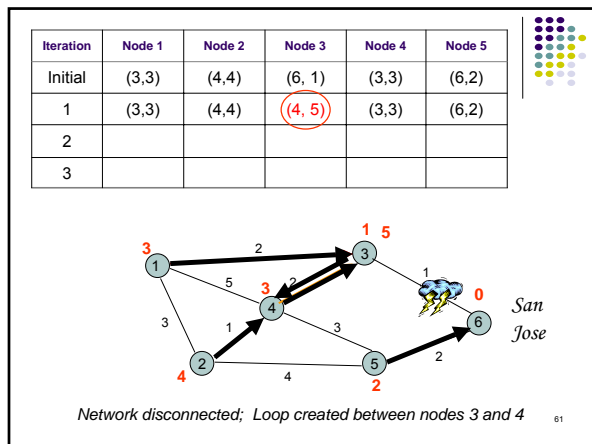 Iteration Node 1 Node 2 Node 3 Node 4 Node 5
Initial (3,3) (4,4) (6, 1) (3,3) (6,2)
1 (3,3) (4,4) (4, 5) (3,3) (6,2)
2
3
1 5
3 2 3 1
1 5 3 2 0
4 6 San
Jose
3 1 3
2 4 5 2
4 2
Network disconnected; Loop created between nodes 3 and 4 61